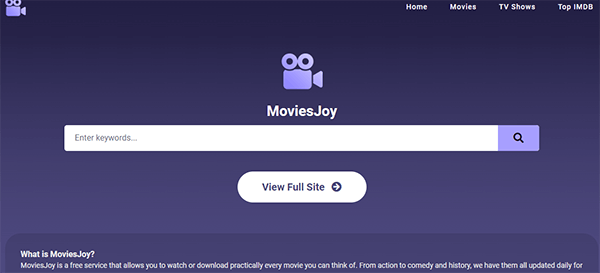 Home Movies TV Shows Top IMDB
MoviesJoy
Enter keywords...
View Full Site
What is MoviesJoy?
MoviesJoy is a free service that allows you to watch or download practically every movie you can think of. From action to comedy and history, we have them all updated daily for